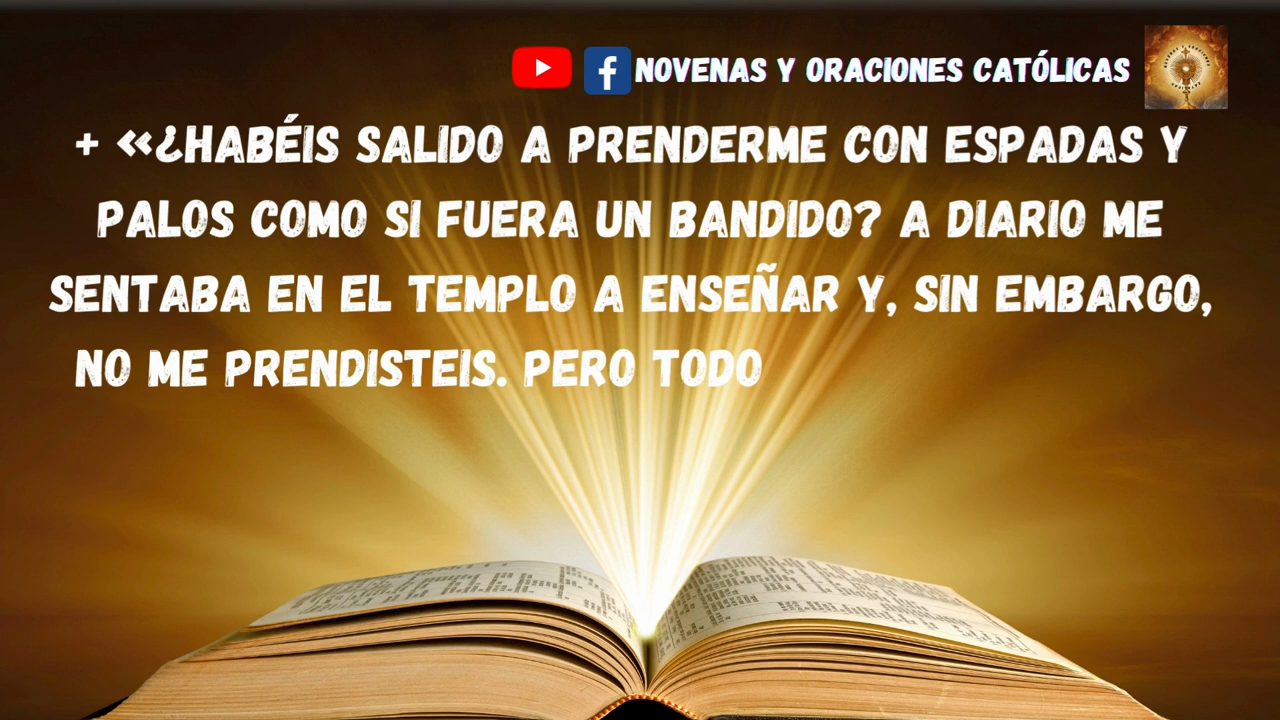 NOVENAS Y ORACIONES CATÓLICAS
+ «¿HABÉIS SALIDO A PRENDERME CON ESPADAS Y
PALOS COMO SI FUERA UN BANDIDO? A DIARIO ME
SENTABA EN EL TEMPLO A ENSEÑAR Y, SIN EMBARGO,
NO ME PRENDISTEIS. PERO TODO